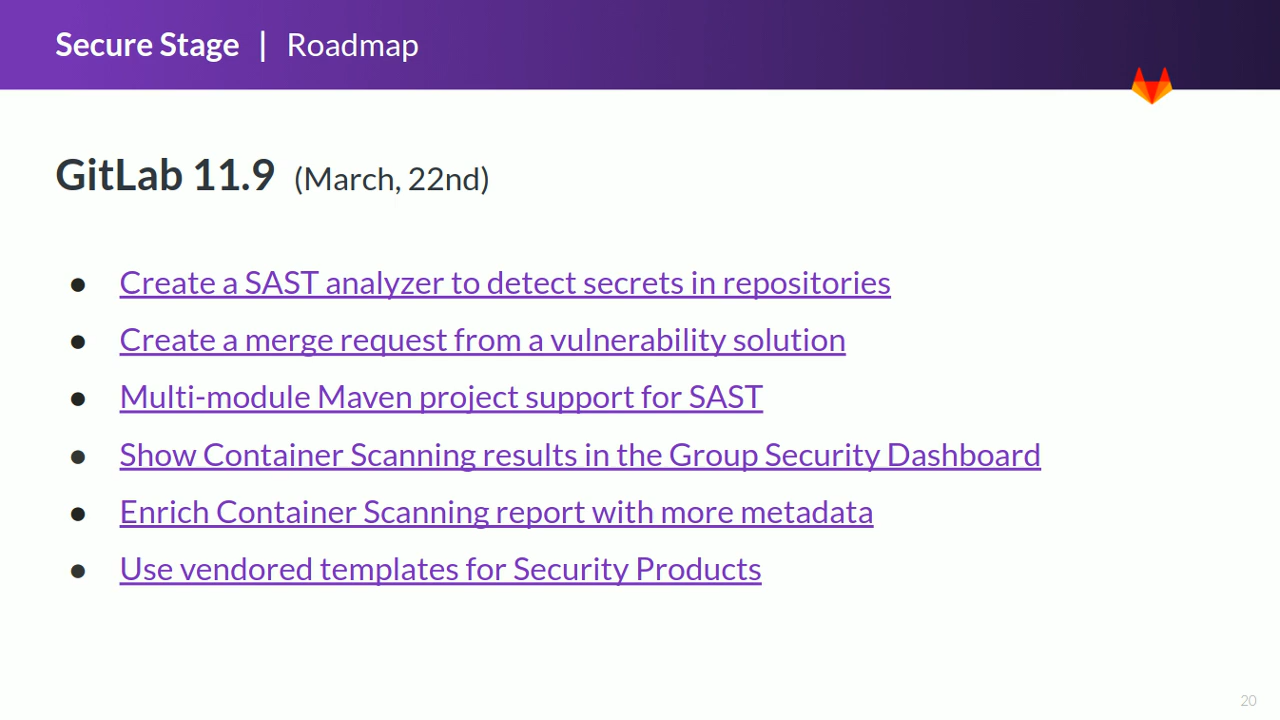 Secure Stage | Roadmap
GitLab 11.9 (March, 22nd)
● Create a SAST analyzer to detect secrets in repositories
● Create a merge request from a vulnerability solution
● Multi-module Maven project support for SAST
● Show Container Scanning results in the Group Security Dashboard
● Enrich Container Scanning report with more metadata
● Use vendored templates for Security Products
20